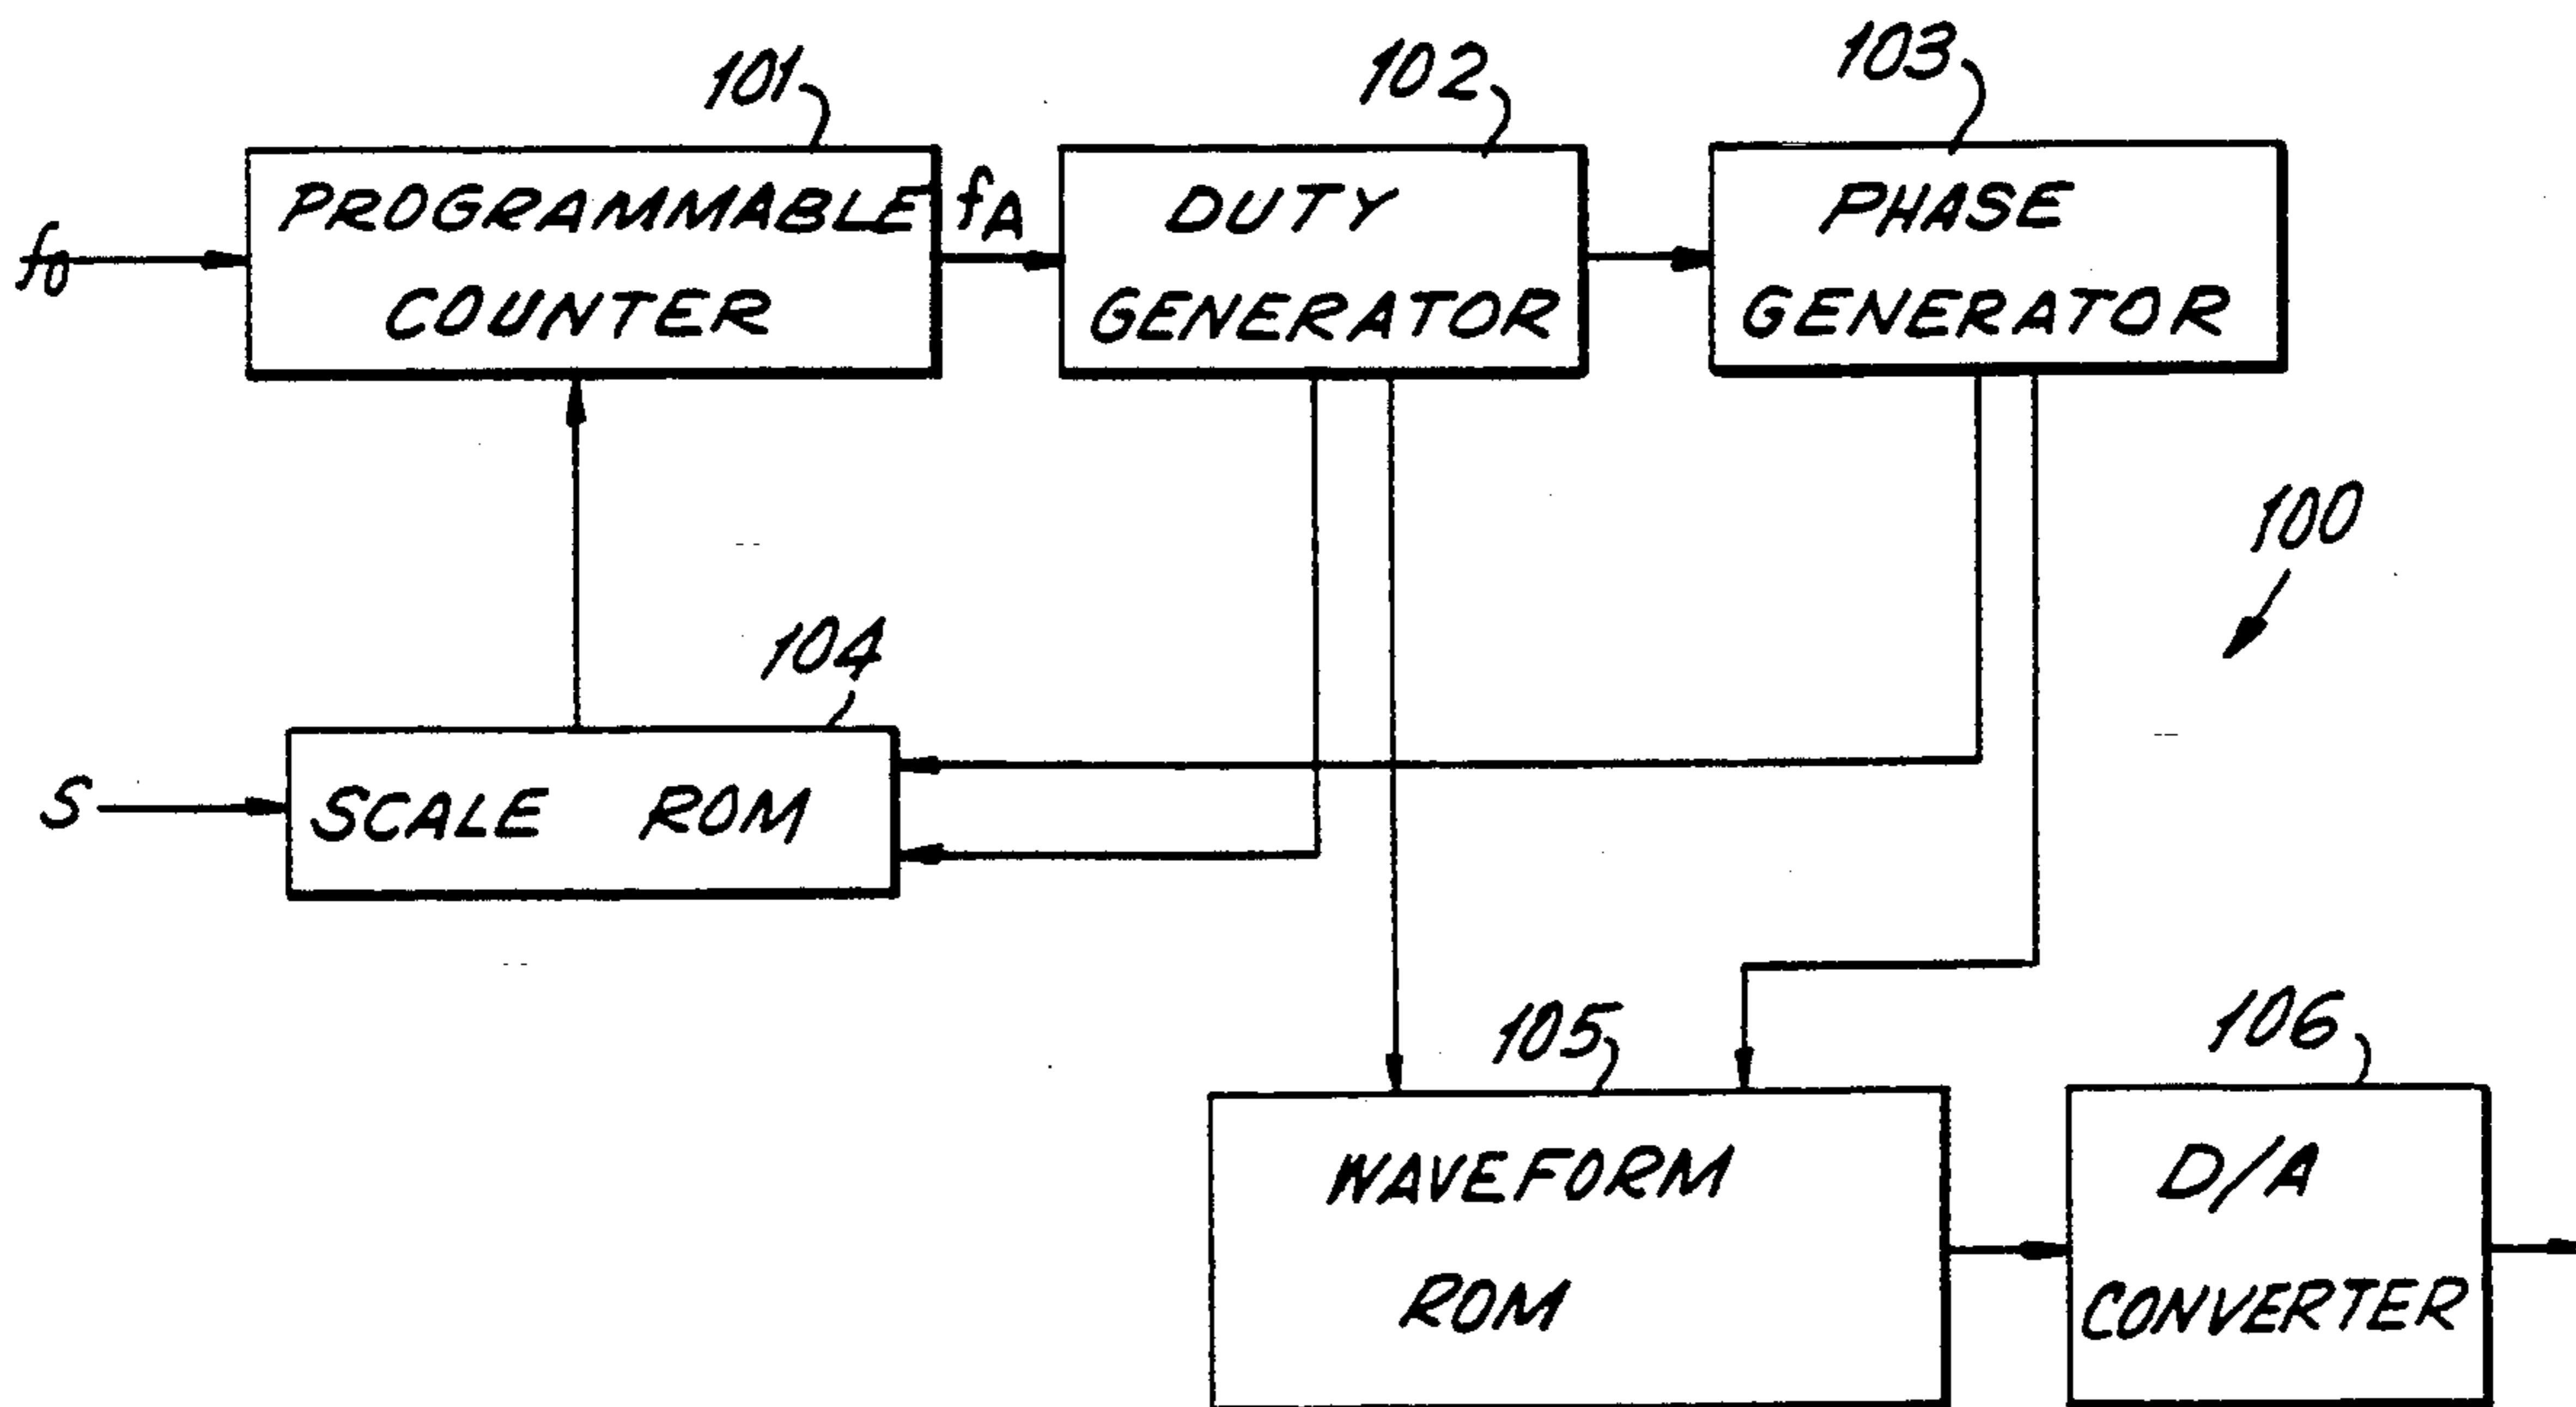 101
102
103
f0
PROGRAMMABLE
COUNTER
fA
DUTY
GENERATOR
PHASE
GENERATOR
100
104
S
SCALE ROM
105
106
WAVEFORM
ROM
D/A
CONVERTER